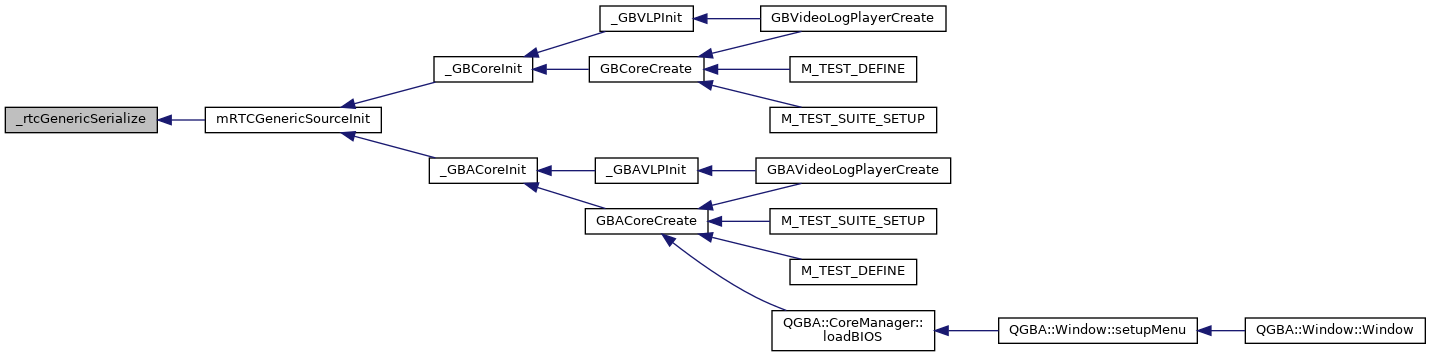 _GBVLPInit
GBVideoLogPlayerCreate
_GBCoreInit
GBCoreCreate
M_TEST_DEFINE
_rtcGenericSerialize
mRTCGenericSourceInit
M_TEST_SUITE_SETUP
_GBACoreInit
_GBAVLPInit
GBAVideoLogPlayerCreate
GBACoreCreate
M_TEST_SUITE_SETUP
M_TEST_DEFINE
QGBA::CoreManager::
loadBIOS
QGBA::Window::setupMenu
QGBA::Window::Window